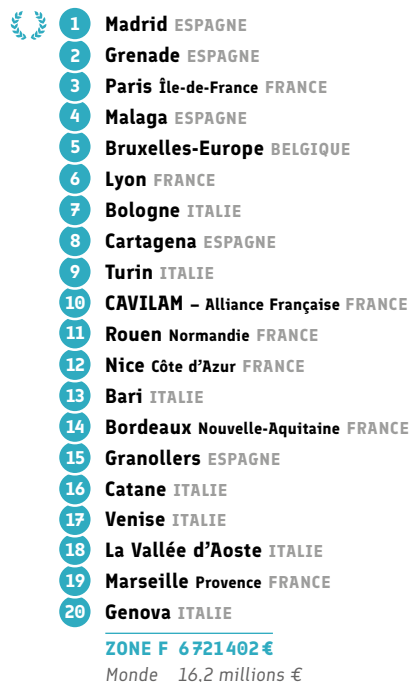 1 Madrid ESPAGNE
2 Grenade ESPAGNE
3 Paris Île-de-France FRANCE
4 Malaga ESPAGNE
5 Bruxelles-Europe BELGIQUE
6 Lyon FRANCE
7 Bologne ITALIE
8 Cartagena ESPAGNE
9 Turin ITALIE
10 CAVILAM – Alliance Française FRANCE
11 Rouen Normandie FRANCE
12 Nice Côte d'Azur FRANCE
13 Bari ITALIE
14 Bordeaux Nouvelle-Aquitaine FRANCE
15 Granollers ESPAGNE
16 Catane ITALIE
17 Venise ITALIE
18 La Vallée d'Aoste ITALIE
19 Marseille Provence FRANCE
20 Genova ITALIE
ZONE F 6 721 402 €
Monde 16,2 millions €